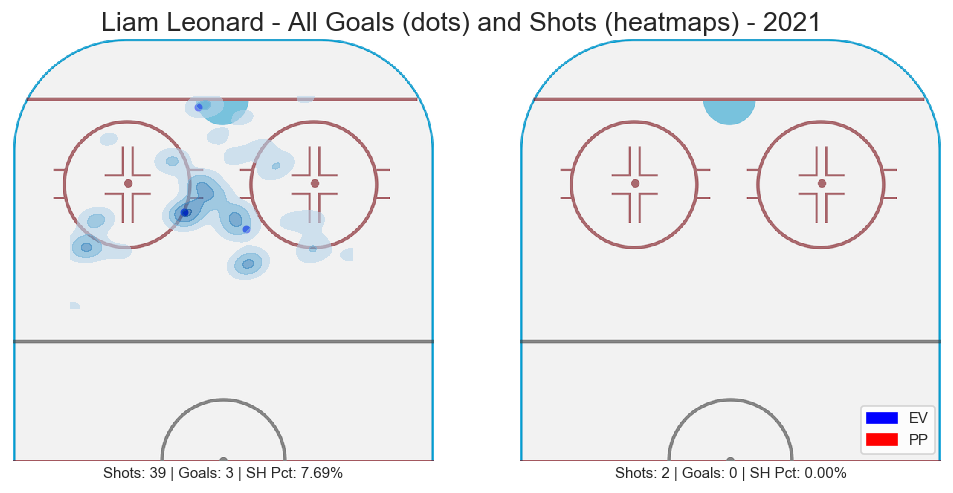 Liam Leonard - All Goals (dots) and Shots (heatmaps) - 2021
EV
PP
Shots: 39 | Goals: 3 | SH Pct: 7.69%
Shots: 2 | Goals: 0 | SH Pct: 0.00%